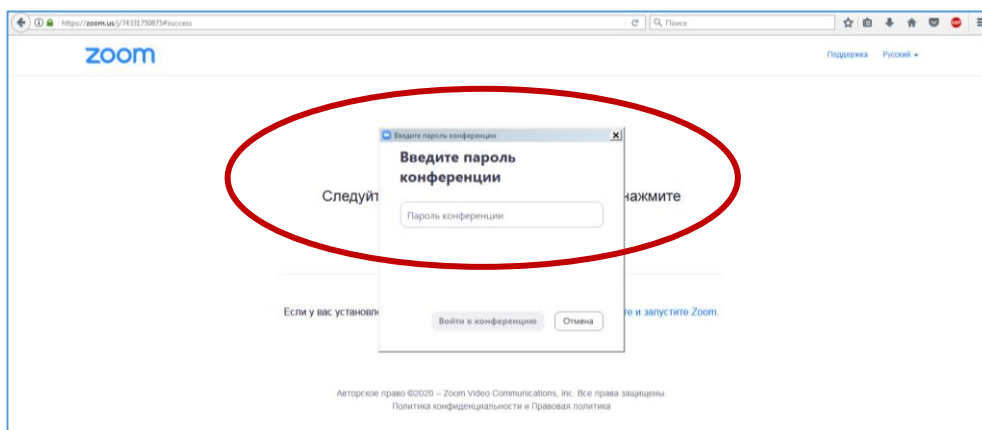 https://zoom.us/j/74331750875#success
Поиск
zoom
Поддержка Русский
Введите пароль конференции
Введите пароль
конференции
Следуйт нажмите
Пароль конференции
Если у вас установл е и запустите Zoom.
Войти в конференцию Отмена
Авторское право ©2020 – Zoom Video Communications, Inc. Все права защищены.
Политика конфиденциальности и Правовая политика